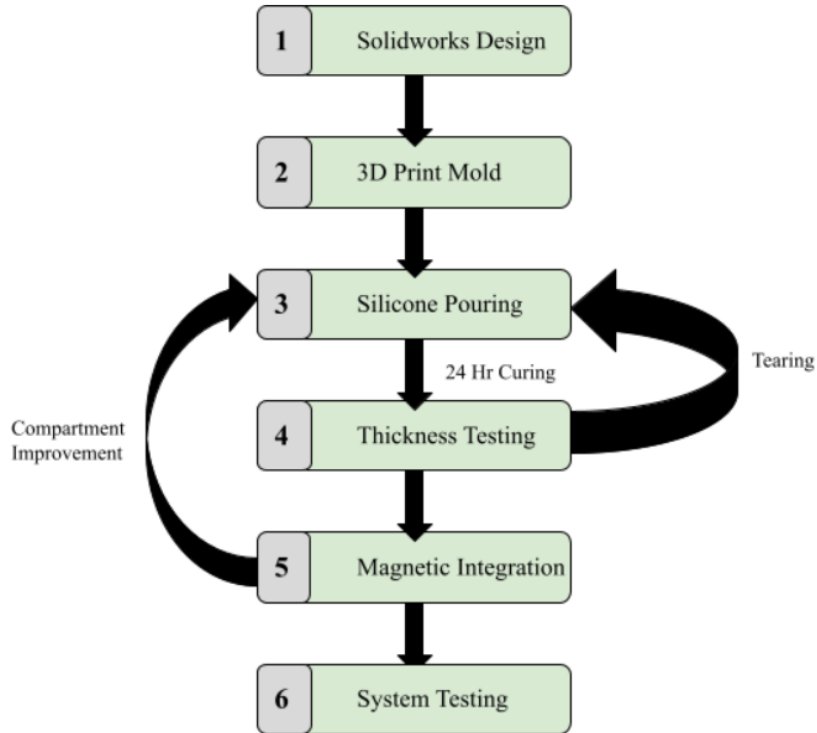 1 Solidworks Design
2 3D Print Mold
3 Silicone Pouring
24 Hr Curing
Tearing
4 Thickness Testing
Compartment
Improvement
5 Magnetic Integration
6 System Testing